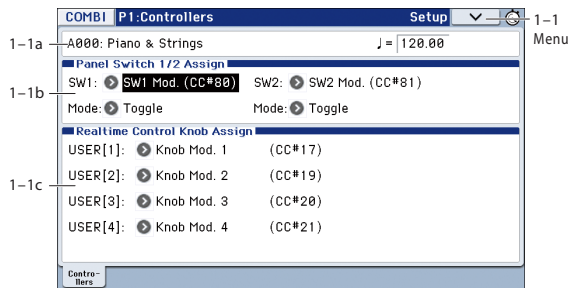 COMBI P1:Controllers Setup
1–1
Menu
1–1a
A000: Piano & Strings ♩= 120.00
Panel Switch 1/2 Assign
1–1b
SW1: SW1 Mod. (CC#80) SW2: SW2 Mod. (CC#81)
Mode: Toggle Mode: Toggle
Realtime Control Knob Assign
USER[1]: Knob Mod. 1 (CC#17)
1–1c
USER[2]: Knob Mod. 2 (CC#19)
USER[3]: Knob Mod. 3 (CC#20)
USER[4]: Knob Mod. 4 (CC#21)
Contro-
llers